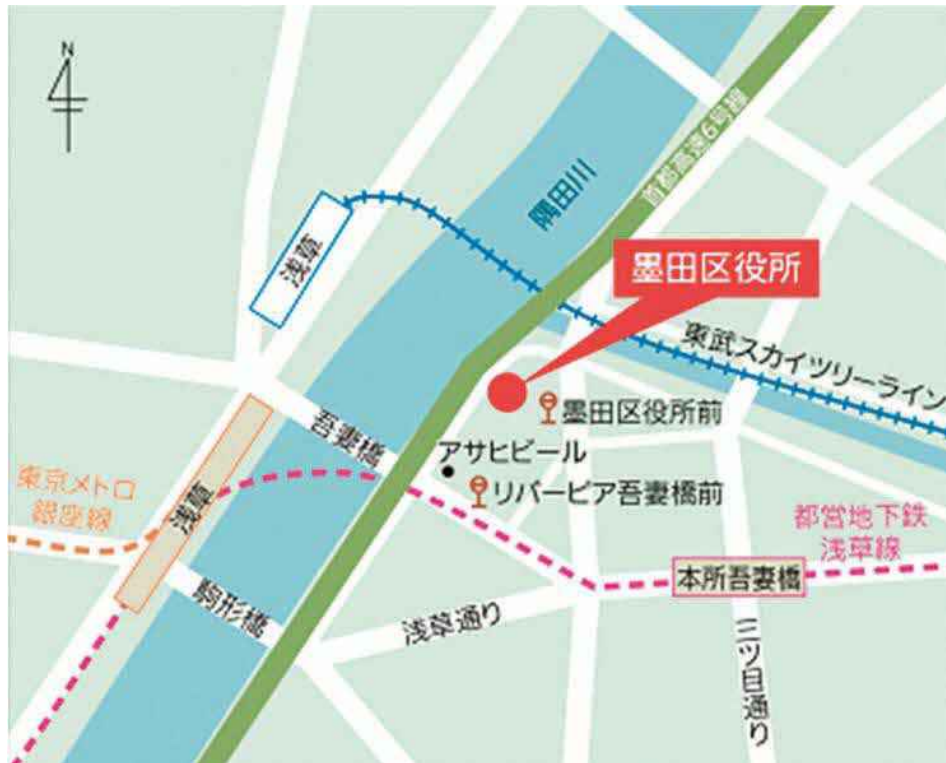 N
首都高速6号線
隅田川
浅草
墨田区役所
東武スカイツリーライン
墨田区役所前
吾妻橋
アサヒビール
リバーピア吾妻橋前
東京メトロ
銀座線
浅草
都営地下鉄
浅草線
本所吾妻橋
駒形橋
浅草通り
三ツ目通り